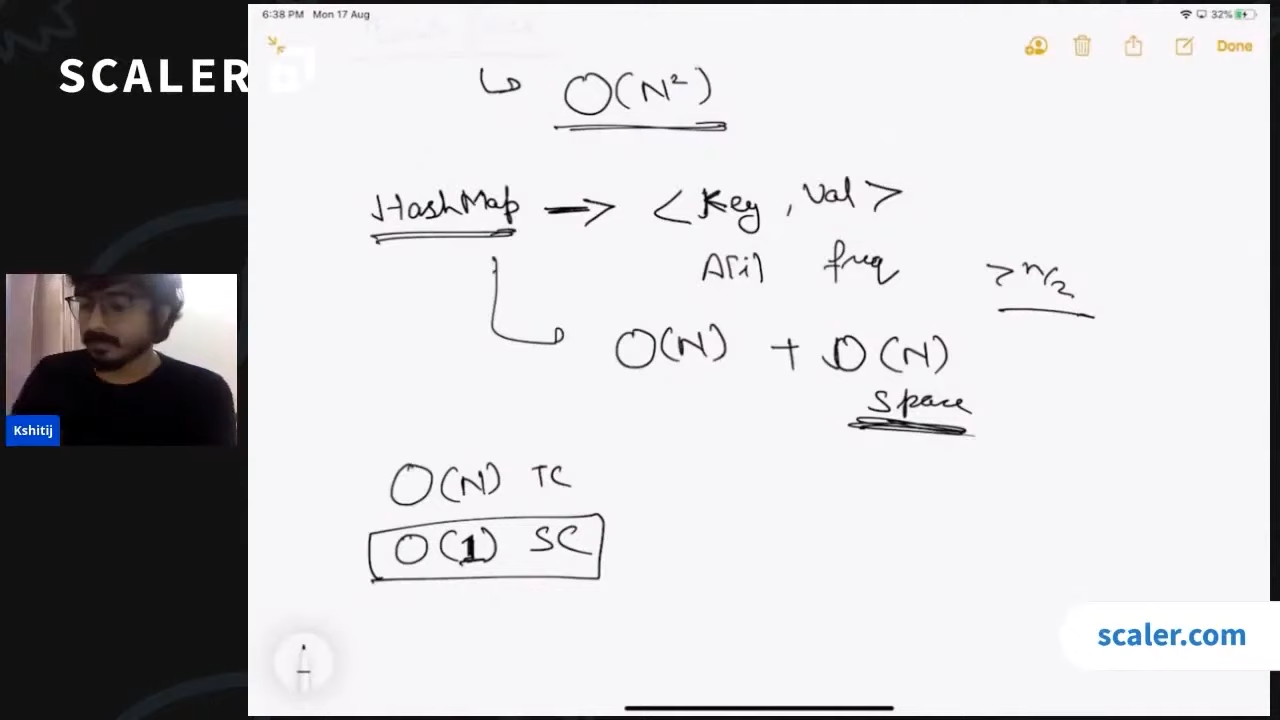 6:38 PM Mon 17 Aug
32%
Done
SCALER
O(N²)
HashMap → <Key, Val>
A[i] freq >n/2
O(N) + O(N)
Space
Kshitij
O(N) TC
O(1) SC
scaler.com